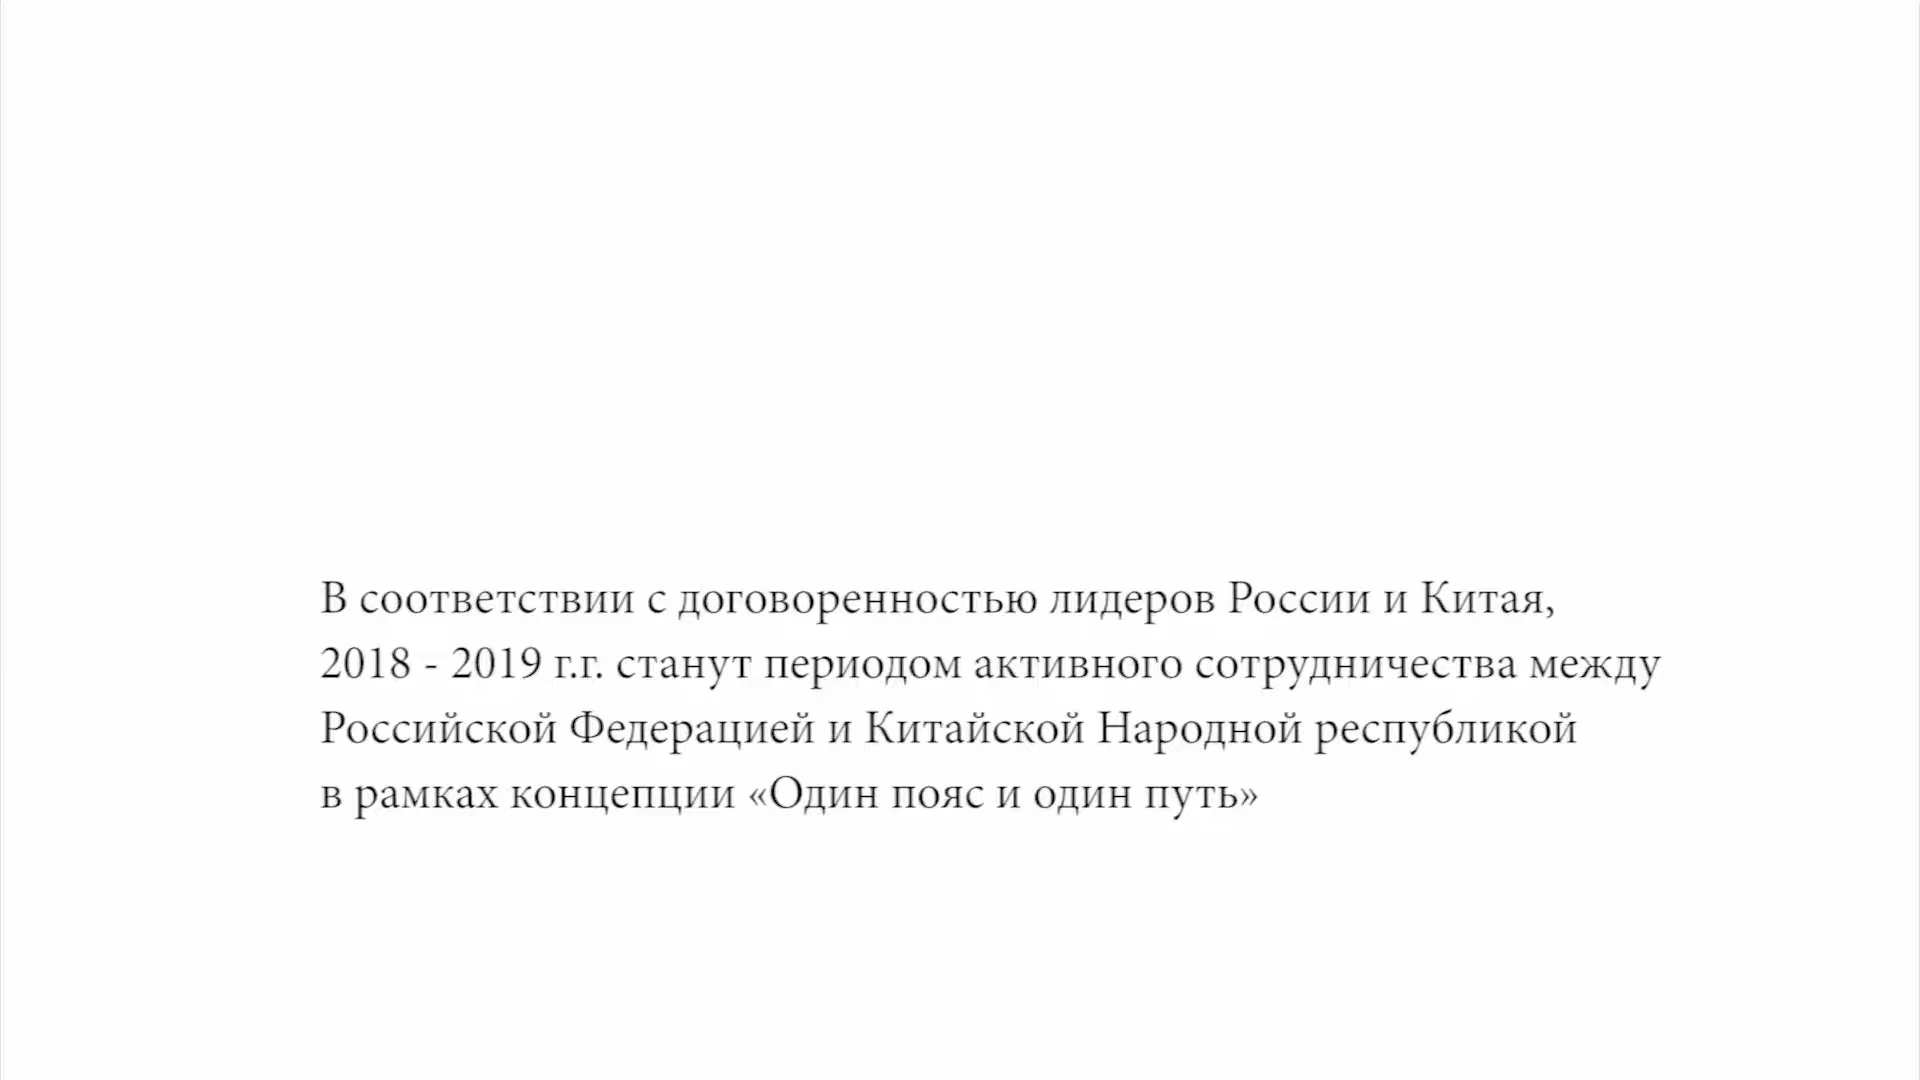 В соответствии с договоренностью лидеров России и Китая,
2018 - 2019 г.г. станут периодом активного сотрудничества между
Российской Федерацией и Китайской Народной республикой
в рамках концепции «Один пояс и один путь»